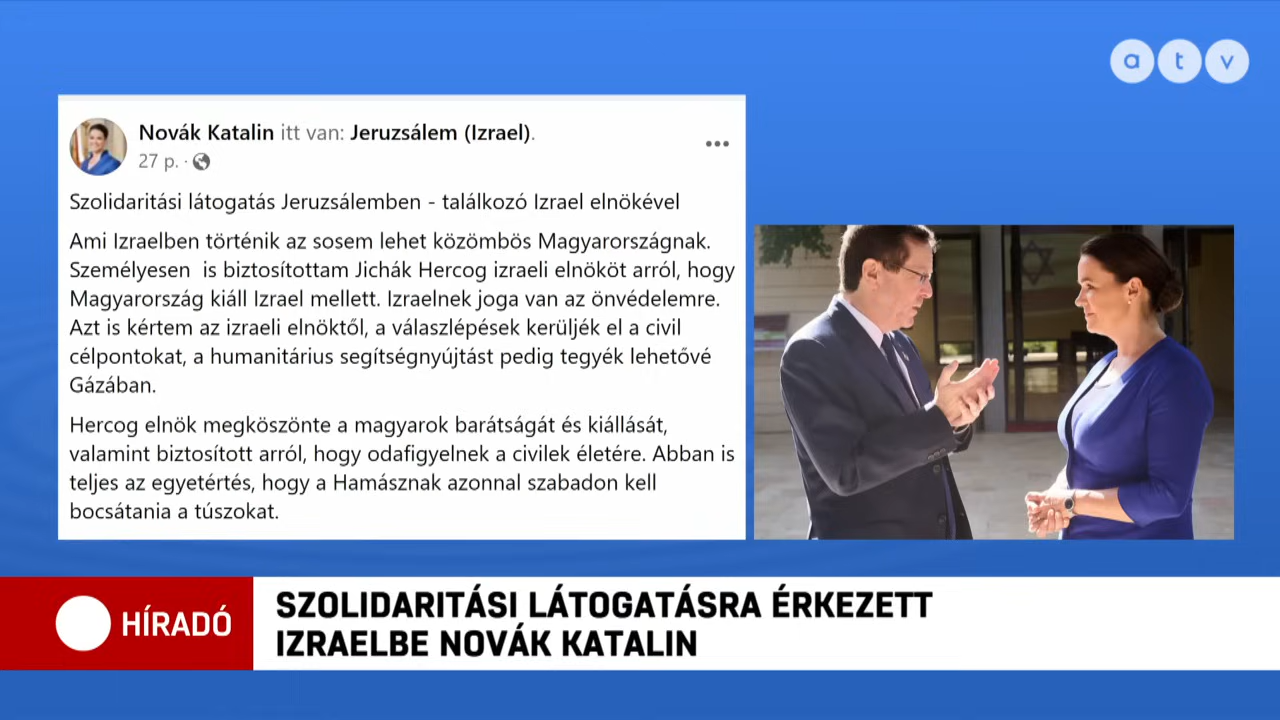 atv
Novák Katalin itt van: Jeruzsálem (Izrael).
27 p. ·
Szolidaritási látogatás Jeruzsálemben - találkozó Izrael elnökével
Ami Izraelben történik az sosem lehet közömbös Magyarországnak.
Személyesen is biztosítottam Jichák Hercog izraeli elnököt arról, hogy
Magyarország kiáll Izrael mellett. Izraelnek joga van az önvédelemre.
Azt is kértem az izraeli elnöktől, a válaszlépések kerüljék el a civil
célpontokat, a humanitárius segítségnyújtást pedig tegyék lehetővé
Gázában.
Hercog elnök megköszönte a magyarok barátságát és kiállását,
valamint biztosított arról, hogy odafigyelnek a civilek életére. Abban is
teljes az egyetértés, hogy a Hamásznak azonnal szabadon kell
bocsátania a túszokat.
HÍRADÓ
SZOLIDARITÁSI LÁTOGATÁSRA ÉRKEZETT
IZRAELBE NOVÁK KATALIN